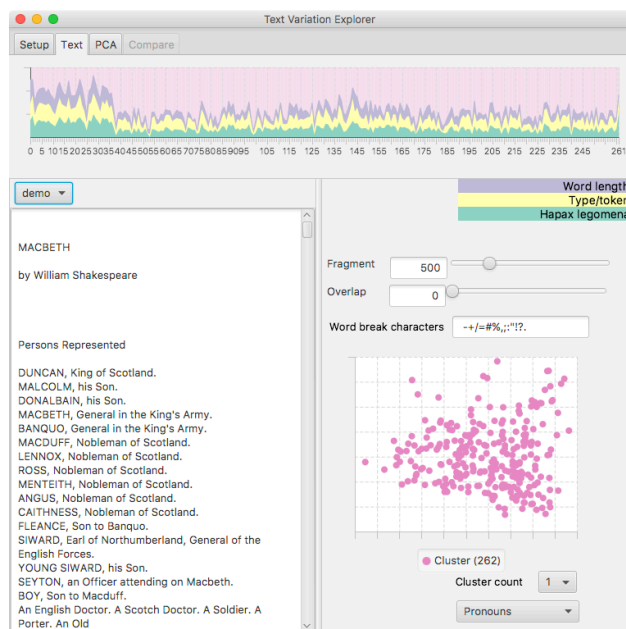 Text Variation Explorer
Setup Text PCA Compare
0 5 10 15 20 25 30 35 40 45 50 55 60 65 70 75 80 85 90 95 105 115 125 135 145 155 165 175 185 195 205 215 225 235 245 261
demo
Word length
Type/token
Hapax legomena
MACBETH
by William Shakespeare
Persons Represented
DUNCAN, King of Scotland.
MALCOLM, his Son.
DONALBAIN, his Son.
MACBETH, General in the King's Army.
BANQUO, General in the King's Army.
MACDUFF, Nobleman of Scotland.
LENNOX, Nobleman of Scotland.
ROSS, Nobleman of Scotland.
MENTEITH, Nobleman of Scotland.
ANGUS, Nobleman of Scotland.
CAITHNESS, Nobleman of Scotland.
FLEANCE, Son to Banquo.
SIWARD, Earl of Northumberland, General of the
English Forces.
YOUNG SIWARD, his Son.
SEYTON, an Officer attending on Macbeth.
BOY, Son to Macduff.
An English Doctor. A Scotch Doctor. A Soldier. A
Porter. An Old
Fragment 500
Overlap 0
Word break characters -+/=#%,;:"!?.
Cluster (262)
Cluster count 1
Pronouns